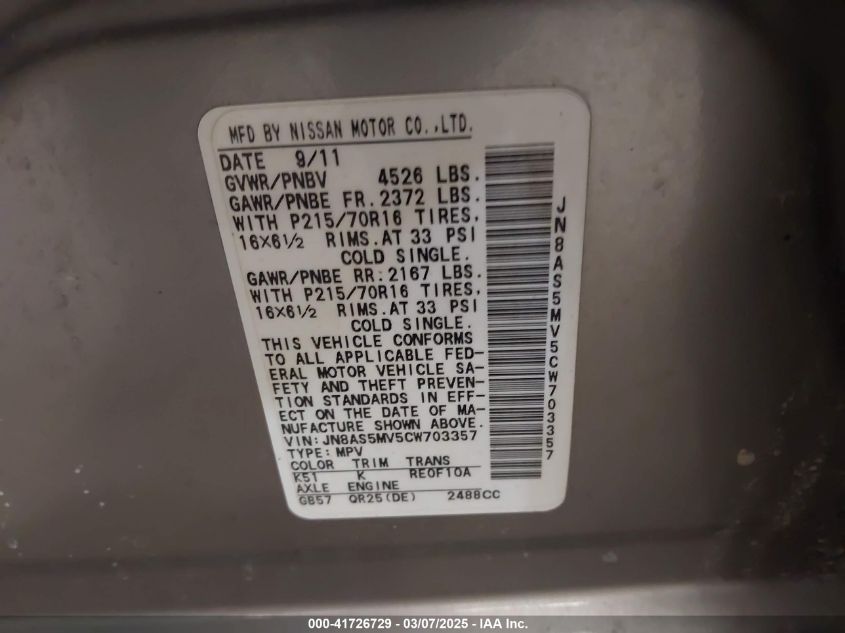 MFD BY NISSAN MOTOR CO.,LTD.
DATE 9/11
GVWR/PNBV 4526 LBS.
GAWR/PNBE FR.2372 LBS.
WITH P215/70R16 TIRES,
16X6½ RIMS.AT 33 PSI
COLD SINGLE.
GAWR/PNBE RR:2167 LBS.
WITH P215/70R16 TIRES,
16X6½ RIMS.AT 33 PSI
COLD SINGLE.
THIS VEHICLE CONFORMS
TO ALL APPLICABLE FED-
ERAL MOTOR VEHICLE SA-
FETY AND THEFT PREVEN-
TION STANDARDS IN EFF-
ECT ON THE DATE OF MA-
NUFACTURE SHOWN ABOVE.
VIN:JN8AS5MV5CW703357
TYPE:MPV
COLOR TRIM TRANS
K51 K RE0F10A
AXLE ENGINE
GB57 QR25(DE) 2488CC
JN8AS5MV5CW703357
000-41726729 - 03/07/2025 - IAA Inc.